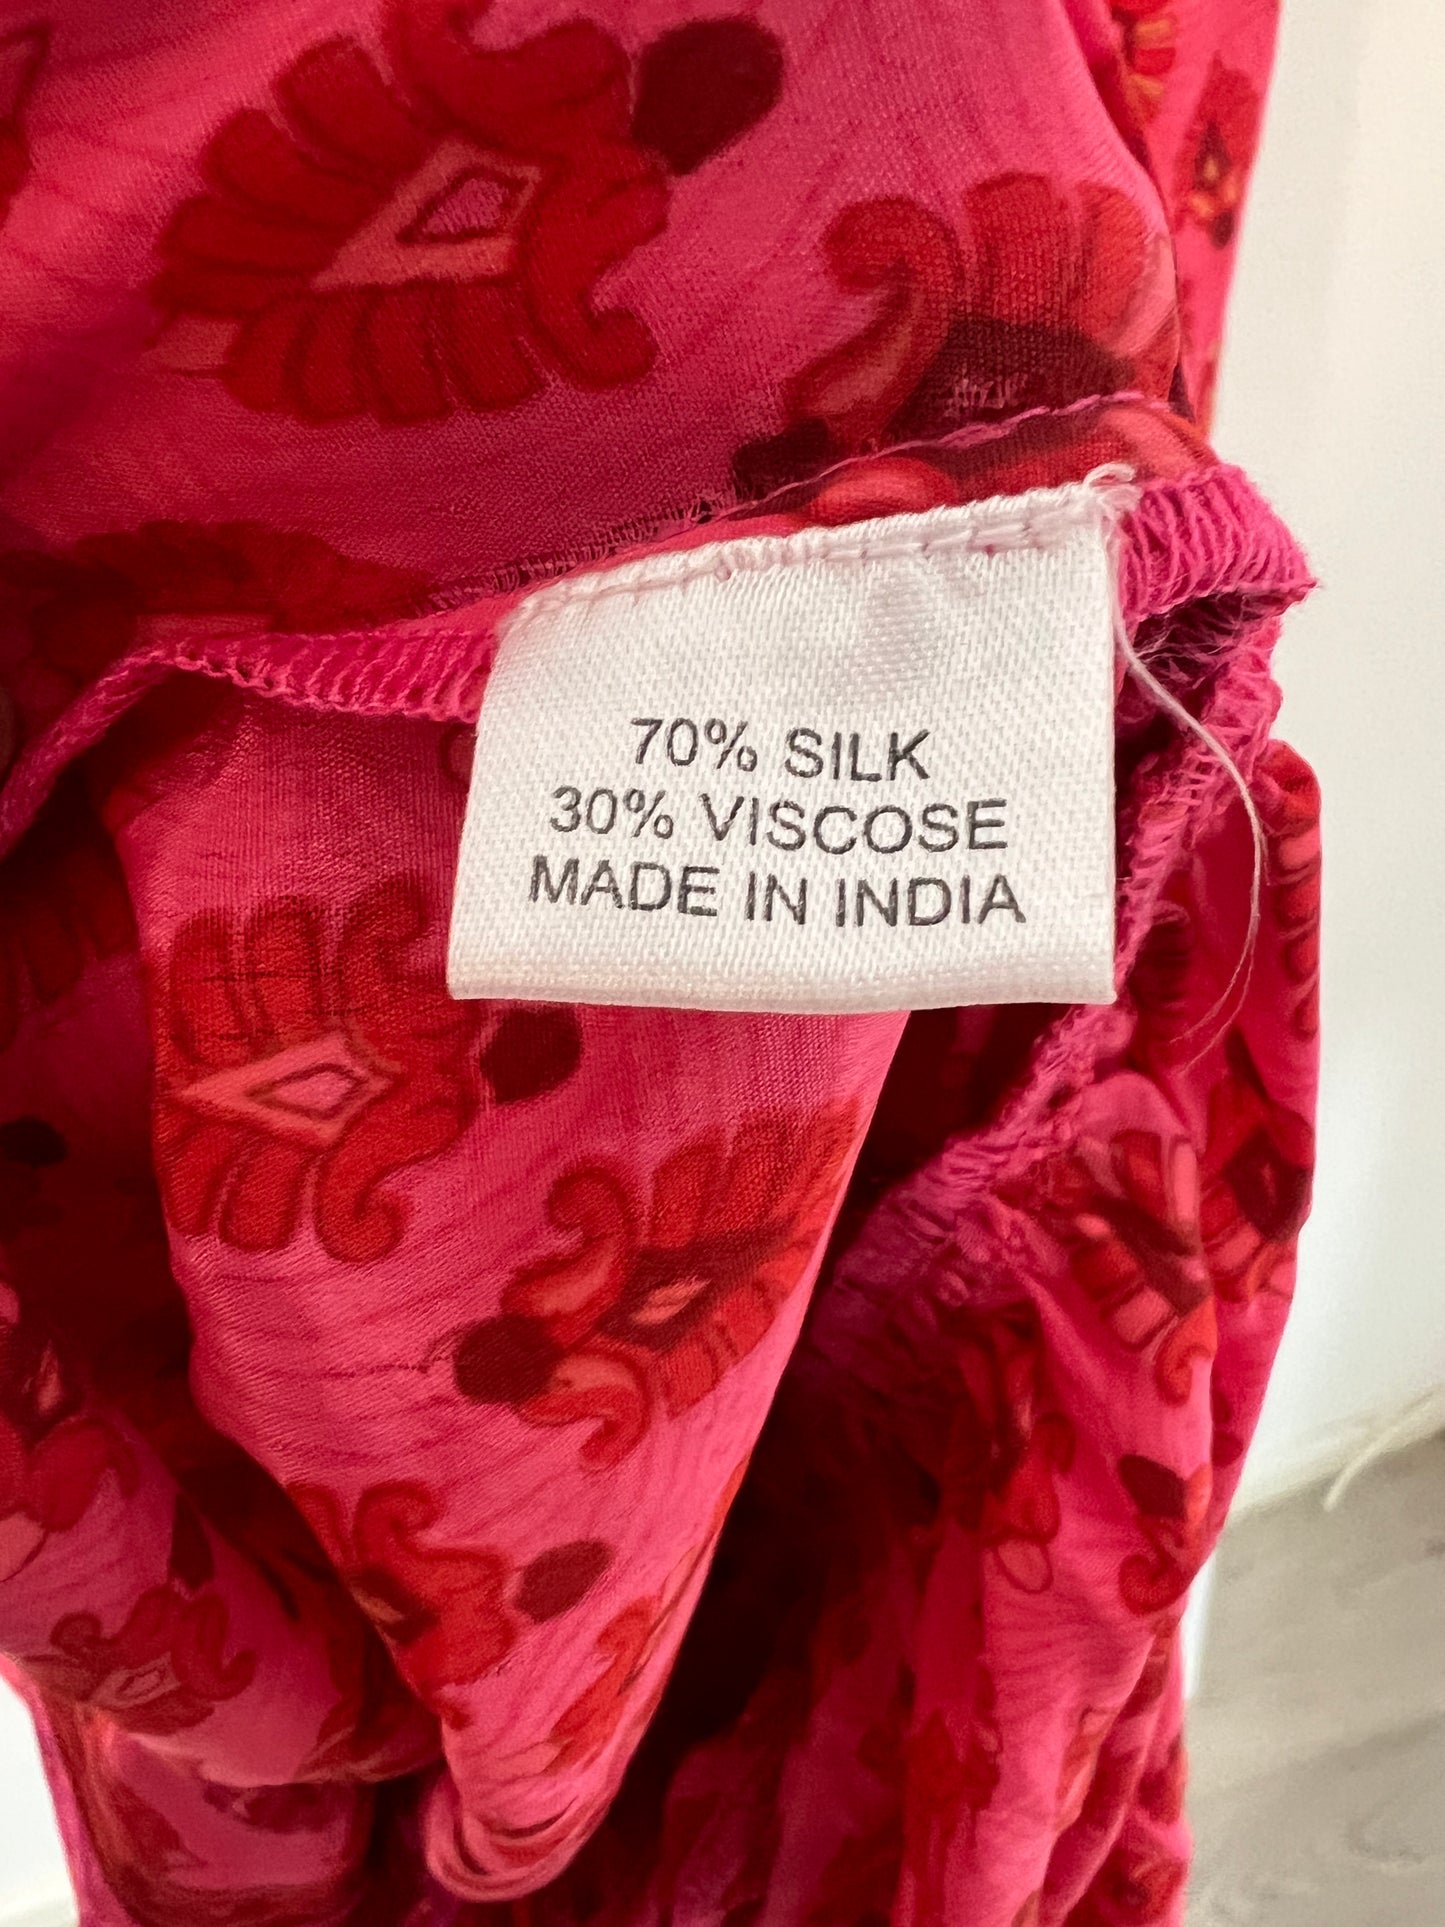 70% SILK
30% VISCOSE
MADE IN INDIA